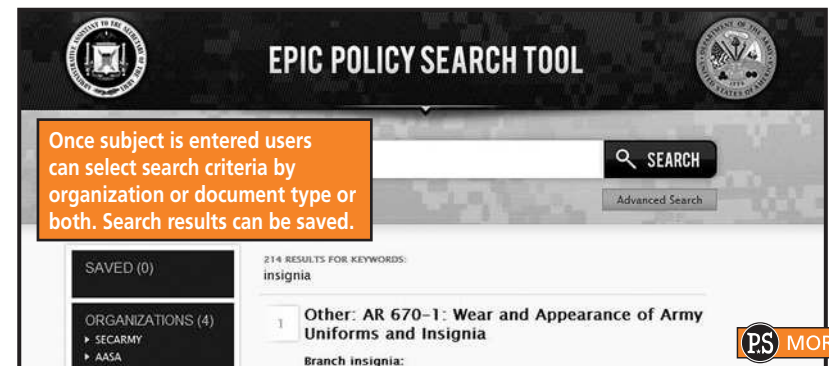 EPIC POLICY SEARCH TOOL
Once subject is entered users
can select search criteria by
organization or document type or
both. Search results can be saved.
SEARCH
Advanced Search
SAVED (0)
214 RESULTS FOR KEYWORDS:
insignia
ORGANIZATIONS (4)
▸ SECARMY
▸ AASA
1
Other: AR 670-1: Wear and Appearance of Army
Uniforms and Insignia
Branch insignia:
PS MOR